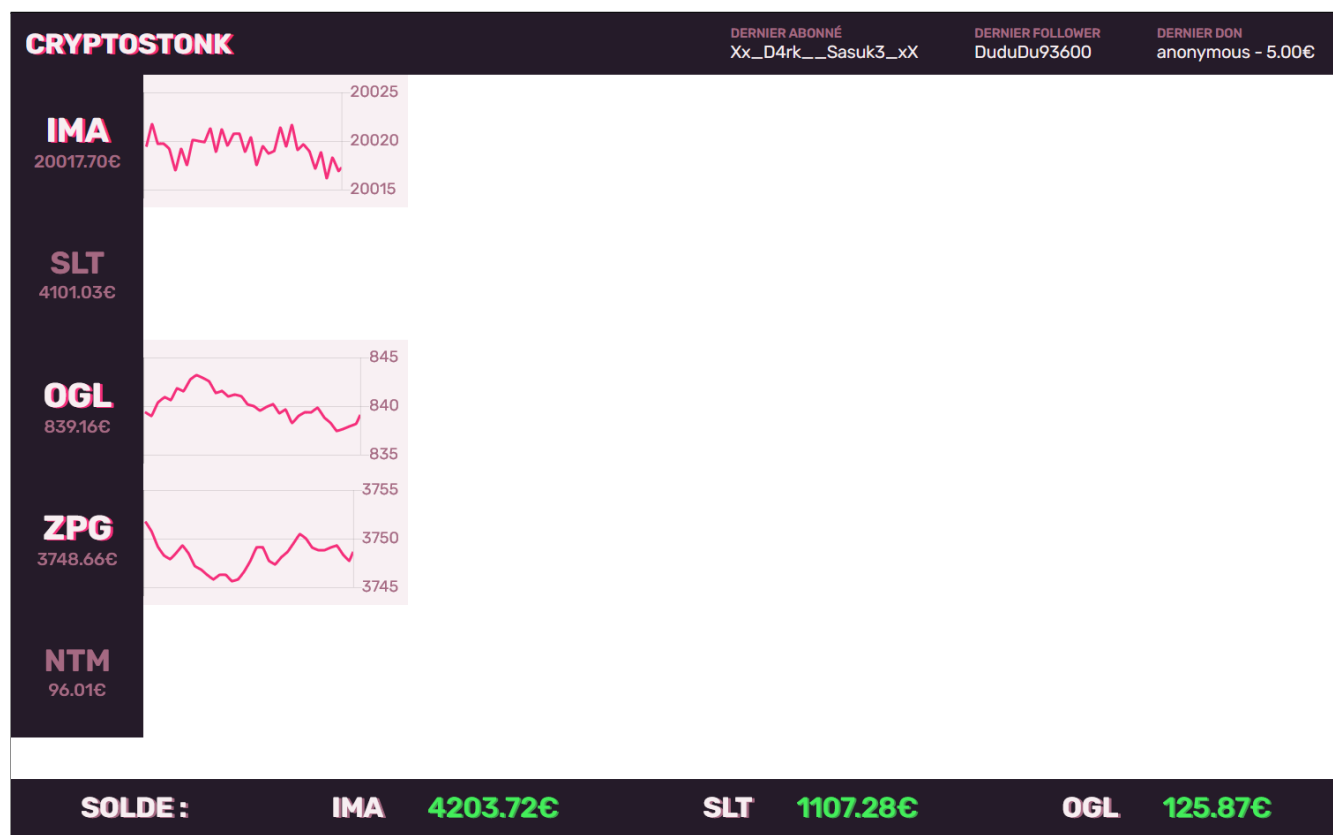 CRYPTOSTONK
DERNIER ABONNÉ
Xx_D4rk__Sasuk3_xX
DERNIER FOLLOWER
DuduDu93600
DERNIER DON
anonymous - 5.00€
IMA
20017.70€
20025
20020
20015
SLT
4101.03€
OGL
839.16€
845
840
835
ZPG
3748.66€
3755
3750
3745
NTM
96.01€
SOLDE : IMA 4203.72€ SLT 1107.28€ OGL 125.87€